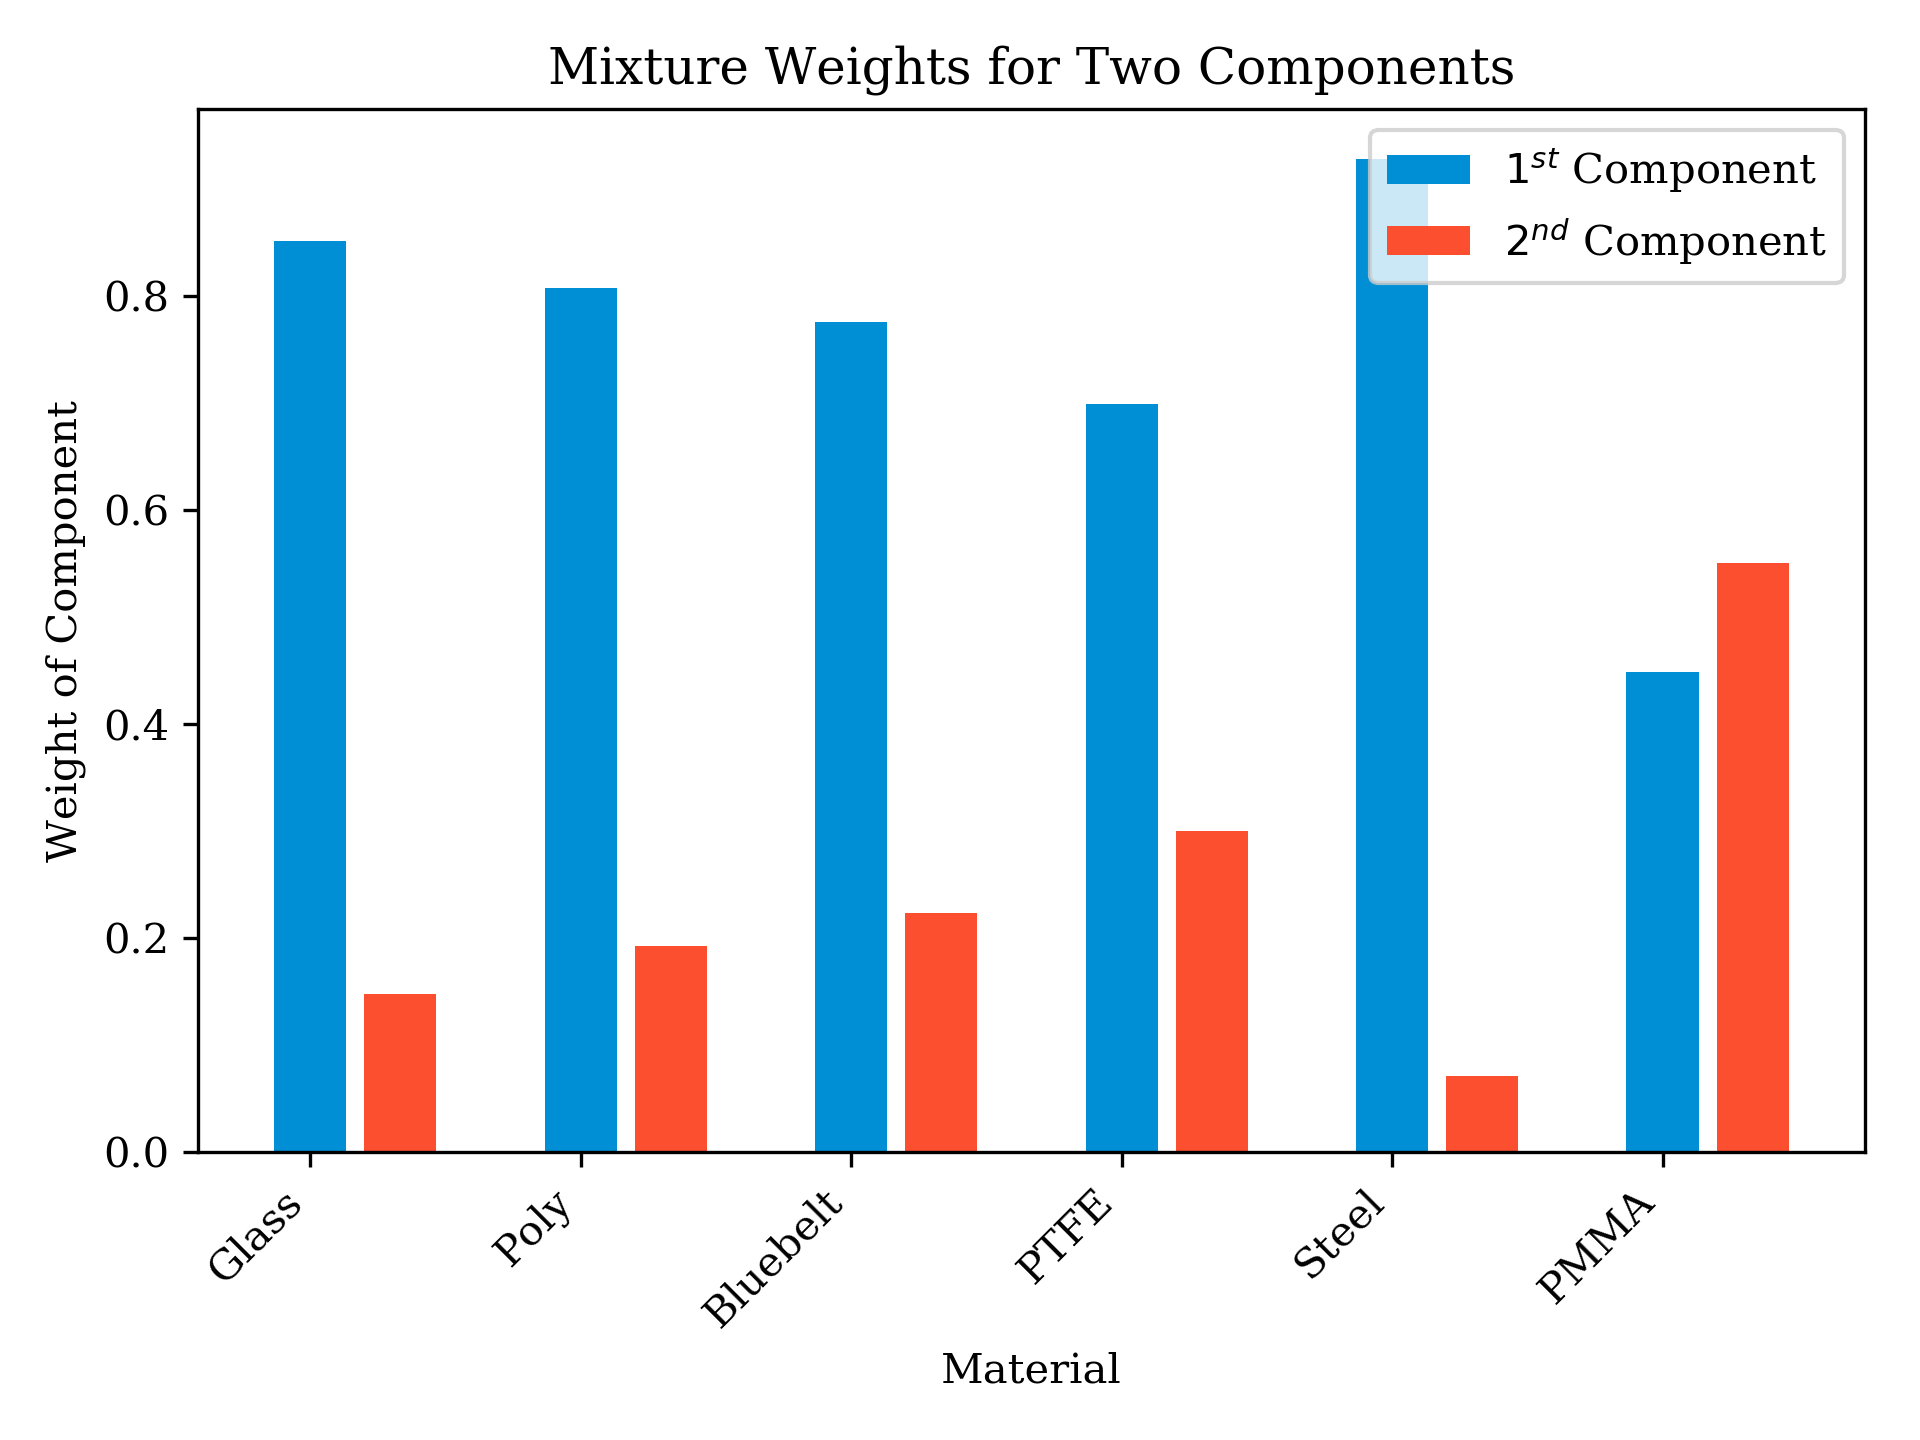 Mixture Weights for Two Components
1st Component
2nd Component
Weight of Component
0.8
0.6
0.4
0.2
0.0
Glass
Poly
Bluebelt
PTFE
Steel
PMMA
Material